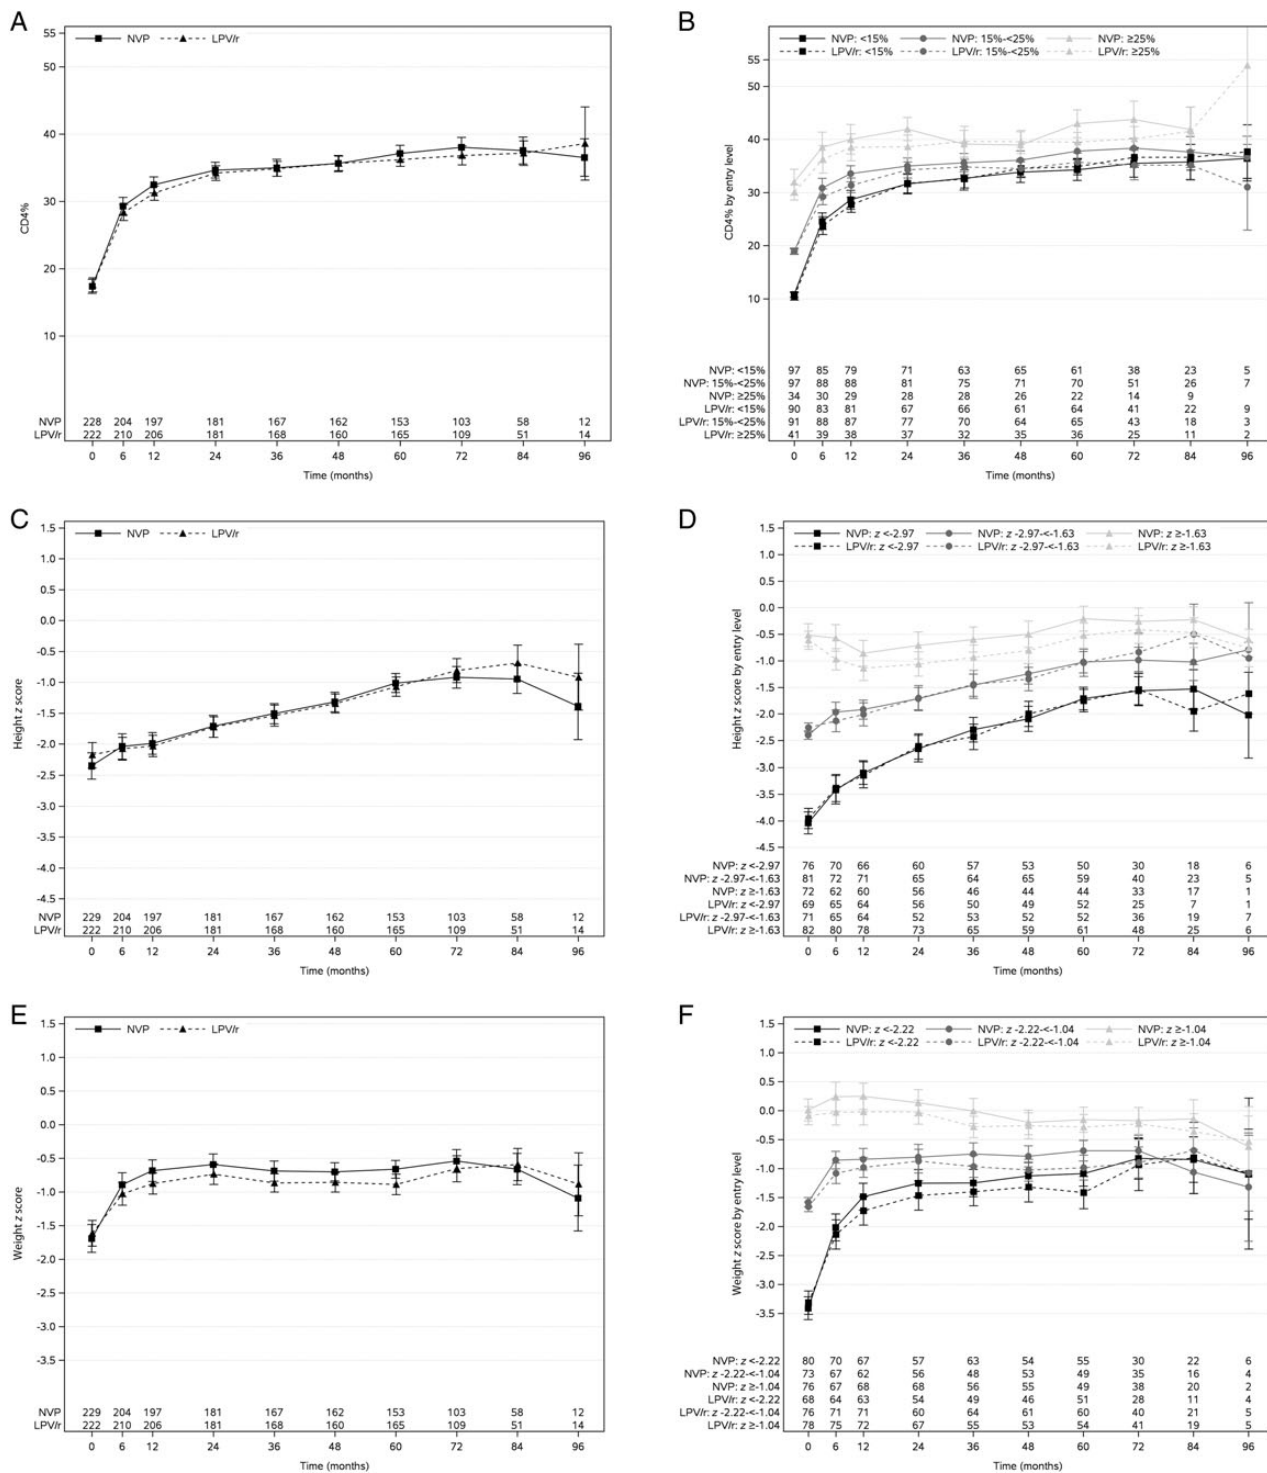 A
NVP LPV/r
55
50
40
30
20
10
CD4%
NVP 228 204 197 181 167 162 153 103 58 12
LPV/r 222 210 206 181 168 160 165 109 51 14
0 6 12 24 36 48 60 72 84 96
Time (months)
B
NVP: <15% NVP: 15%-<25% NVP: ≥25%
LPV/r: <15% LPV/r: 15%-<25% LPV/r: ≥25%
55
50
40
30
20
10
CD4% by entry level
NVP: <15% 97 85 79 71 63 65 61 38 23 5
NVP: 15%-<25% 97 88 88 81 75 71 70 51 26 7
NVP: ≥25% 34 30 29 28 28 26 22 14 9
LPV/r: <15% 90 83 81 67 66 61 64 41 22 9
LPV/r: 15%-<25% 91 88 87 77 70 64 65 43 18 3
LPV/r: ≥25% 41 39 38 37 32 35 36 25 11 2
0 6 12 24 36 48 60 72 84 96
Time (months)
C
NVP LPV/r
1.5
1.0
0.5
0.0
-0.5
-1.0
-1.5
-2.0
-2.5
-3.0
-3.5
-4.0
-4.5
Height z score
NVP 229 204 197 181 167 162 153 103 58 12
LPV/r 222 210 206 181 168 160 165 109 51 14
0 6 12 24 36 48 60 72 84 96
Time (months)
D
NVP: z <-2.97 NVP: z -2.97-<-1.63 NVP: z ≥-1.63
LPV/r: z <-2.97 LPV/r: z -2.97-<-1.63 LPV/r: z ≥-1.63
1.5
1.0
0.5
0.0
-0.5
-1.0
-1.5
-2.0
-2.5
-3.0
-3.5
-4.0
-4.5
Height z score by entry level
NVP: z <-2.97 76 70 66 60 57 53 50 30 18 6
NVP: z -2.97-<-1.63 81 72 71 65 64 65 59 40 23 5
NVP: z ≥-1.63 72 62 60 56 46 44 44 33 17 1
LPV/r: z <-2.97 69 65 64 56 50 49 52 25 7 1
LPV/r: z -2.97-<-1.63 71 65 64 52 53 52 52 36 19 7
LPV/r: z ≥-1.63 82 80 78 73 65 59 61 48 25 6
0 6 12 24 36 48 60 72 84 96
Time (months)
E
NVP LPV/r
1.5
1.0
0.5
0.0
-0.5
-1.0
-1.5
-2.0
-2.5
-3.0
-3.5
Weight z score
NVP 229 204 197 181 167 162 153 103 58 12
LPV/r 222 210 206 181 168 160 165 109 51 14
0 6 12 24 36 48 60 72 84 96
Time (months)
F
NVP: z <-2.22 NVP: z -2.22-<-1.04 NVP: z ≥-1.04
LPV/r: z <-2.22 LPV/r: z -2.22-<-1.04 LPV/r: z ≥-1.04
1.5
1.0
0.5
0.0
-0.5
-1.0
-1.5
-2.0
-2.5
-3.0
-3.5
Weight z score by entry level
NVP: z <-2.22 80 70 67 57 63 54 55 30 22 6
NVP: z -2.22-<-1.04 73 67 62 56 48 53 49 35 16 4
NVP: z ≥-1.04 76 67 68 68 56 55 49 38 20 2
LPV/r: z <-2.22 68 64 63 54 49 46 51 28 11 4
LPV/r: z -2.22-<-1.04 76 71 71 60 64 61 60 40 21 5
LPV/r: z ≥-1.04 78 75 72 67 55 53 54 41 19 5
0 6 12 24 36 48 60 72 84 96
Time (months)